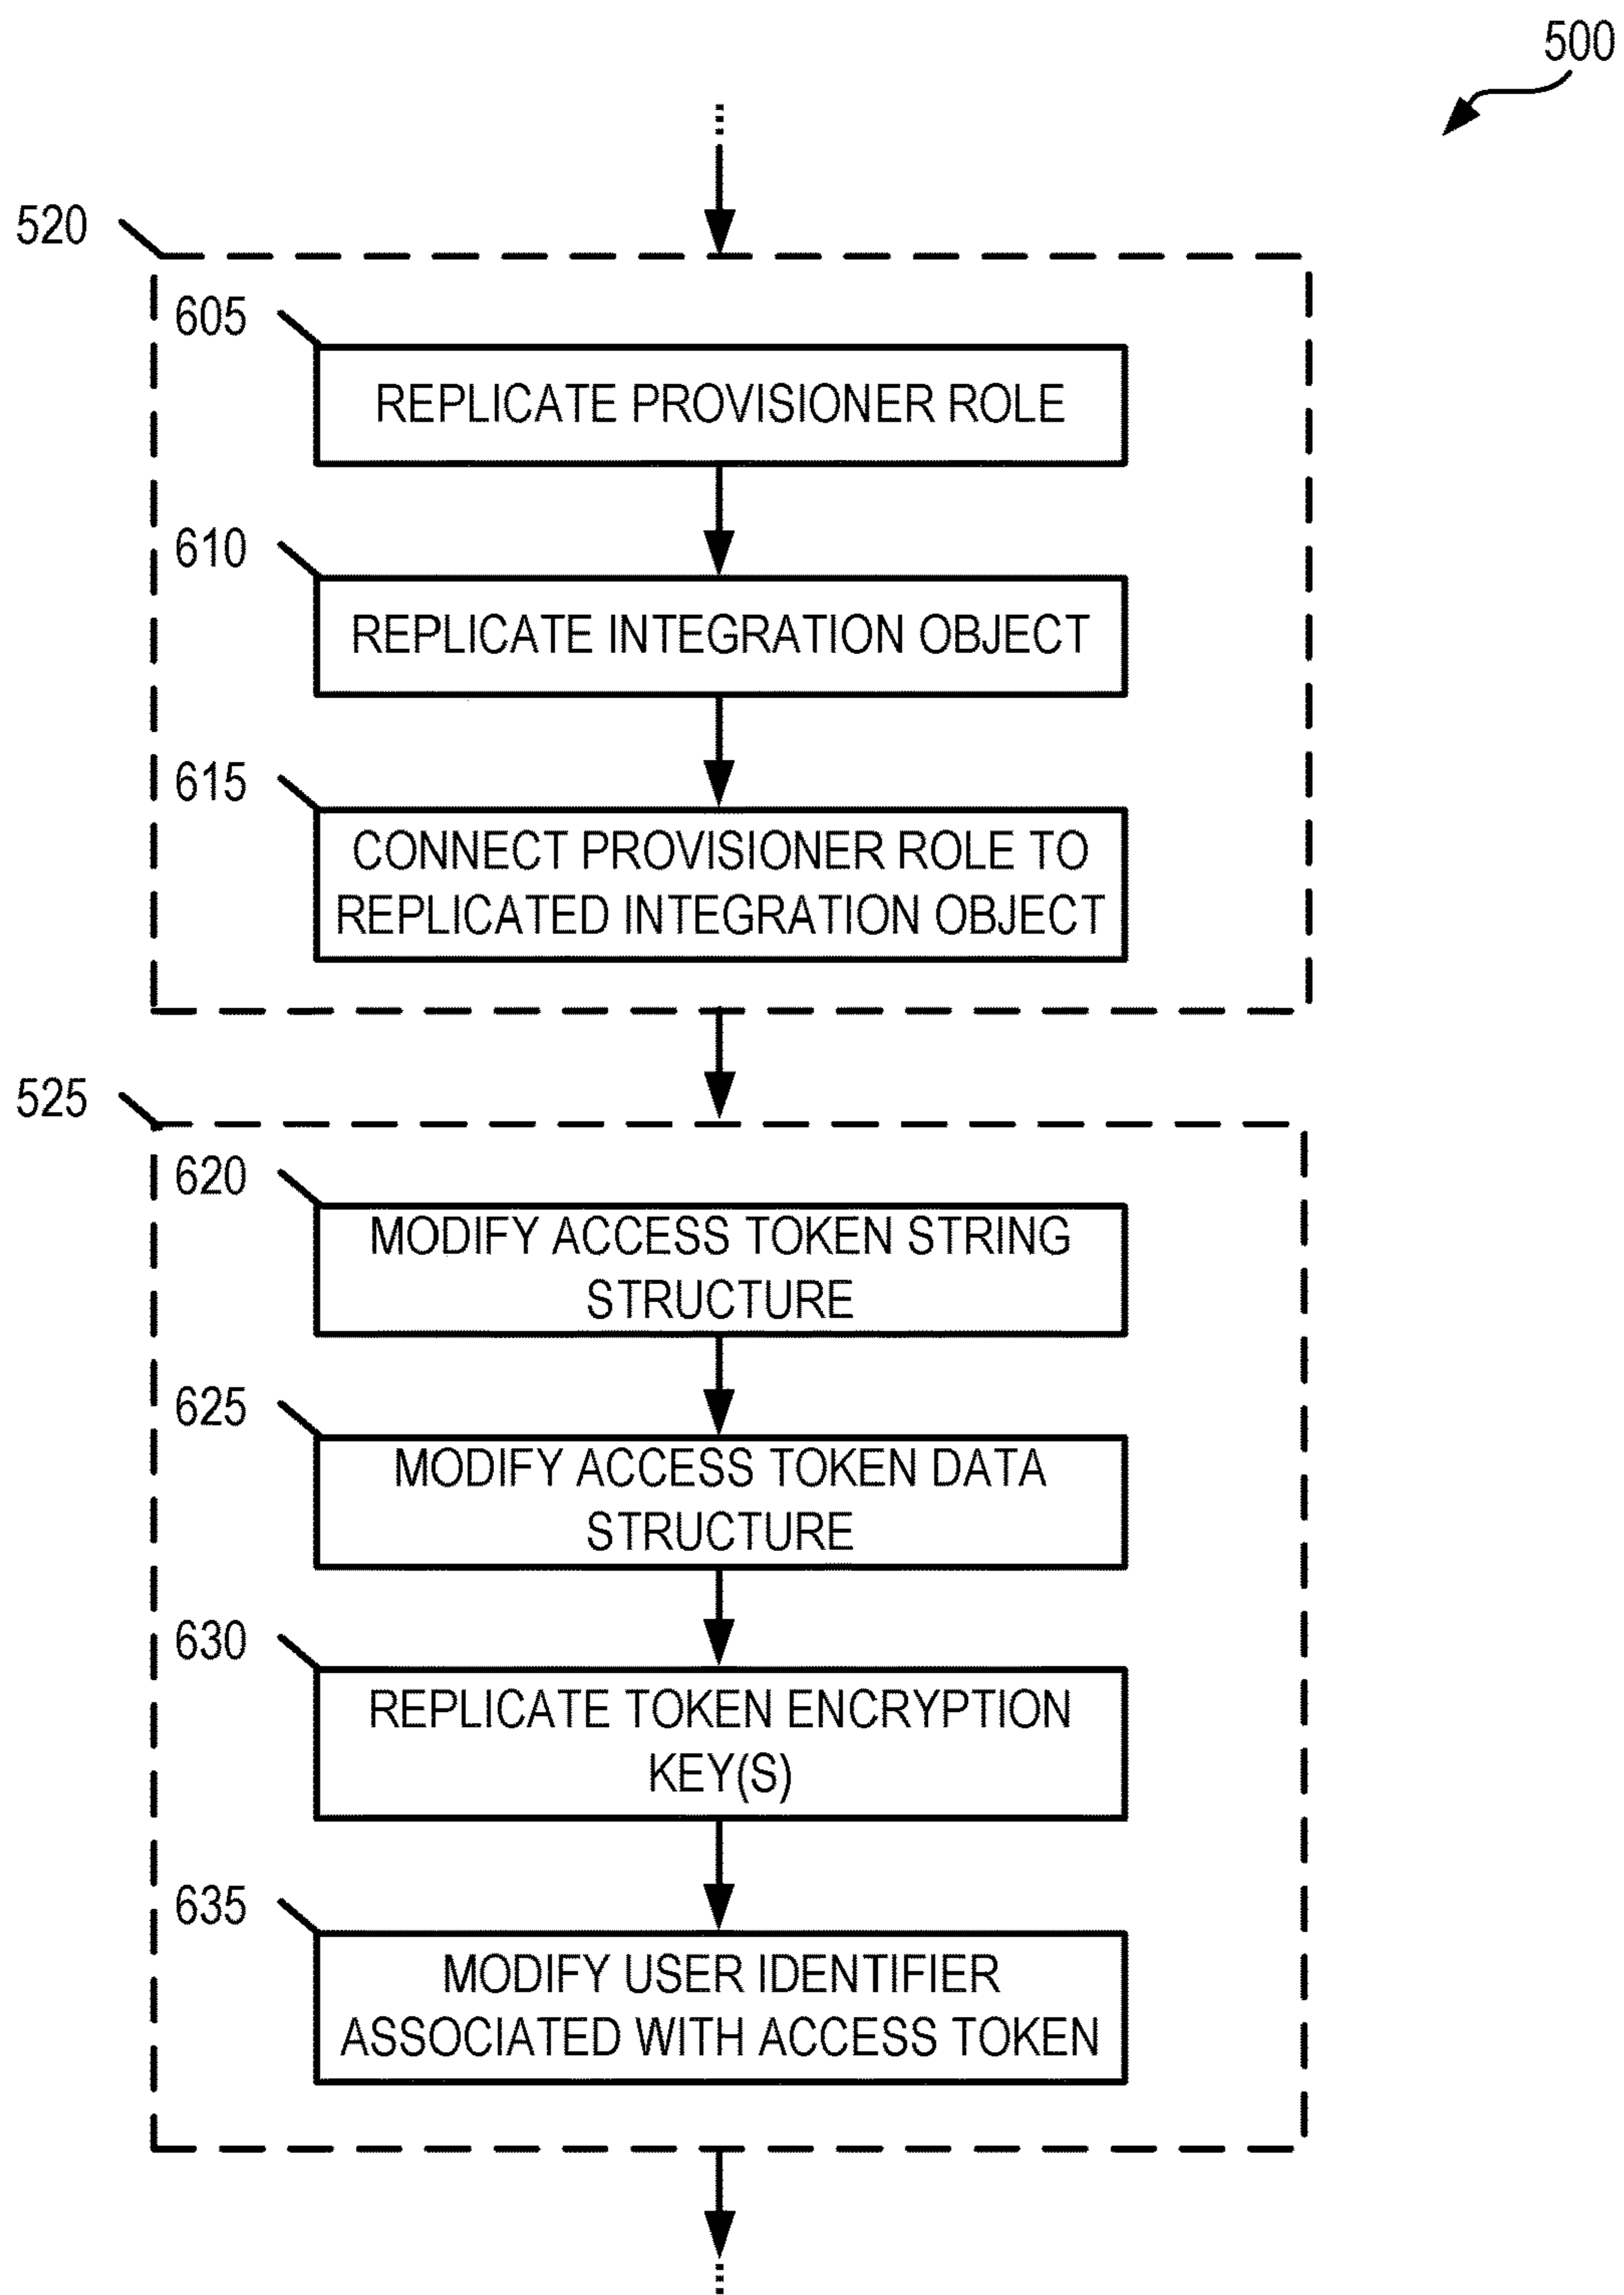 500
520
605
REPLICATE PROVISIONER ROLE
610
REPLICATE INTEGRATION OBJECT
615
CONNECT PROVISIONER ROLE TO
REPLICATED INTEGRATION OBJECT
525
620
MODIFY ACCESS TOKEN STRING
STRUCTURE
625
MODIFY ACCESS TOKEN DATA
STRUCTURE
630
REPLICATE TOKEN ENCRYPTION
KEY(S)
635
MODIFY USER IDENTIFIER
ASSOCIATED WITH ACCESS TOKEN